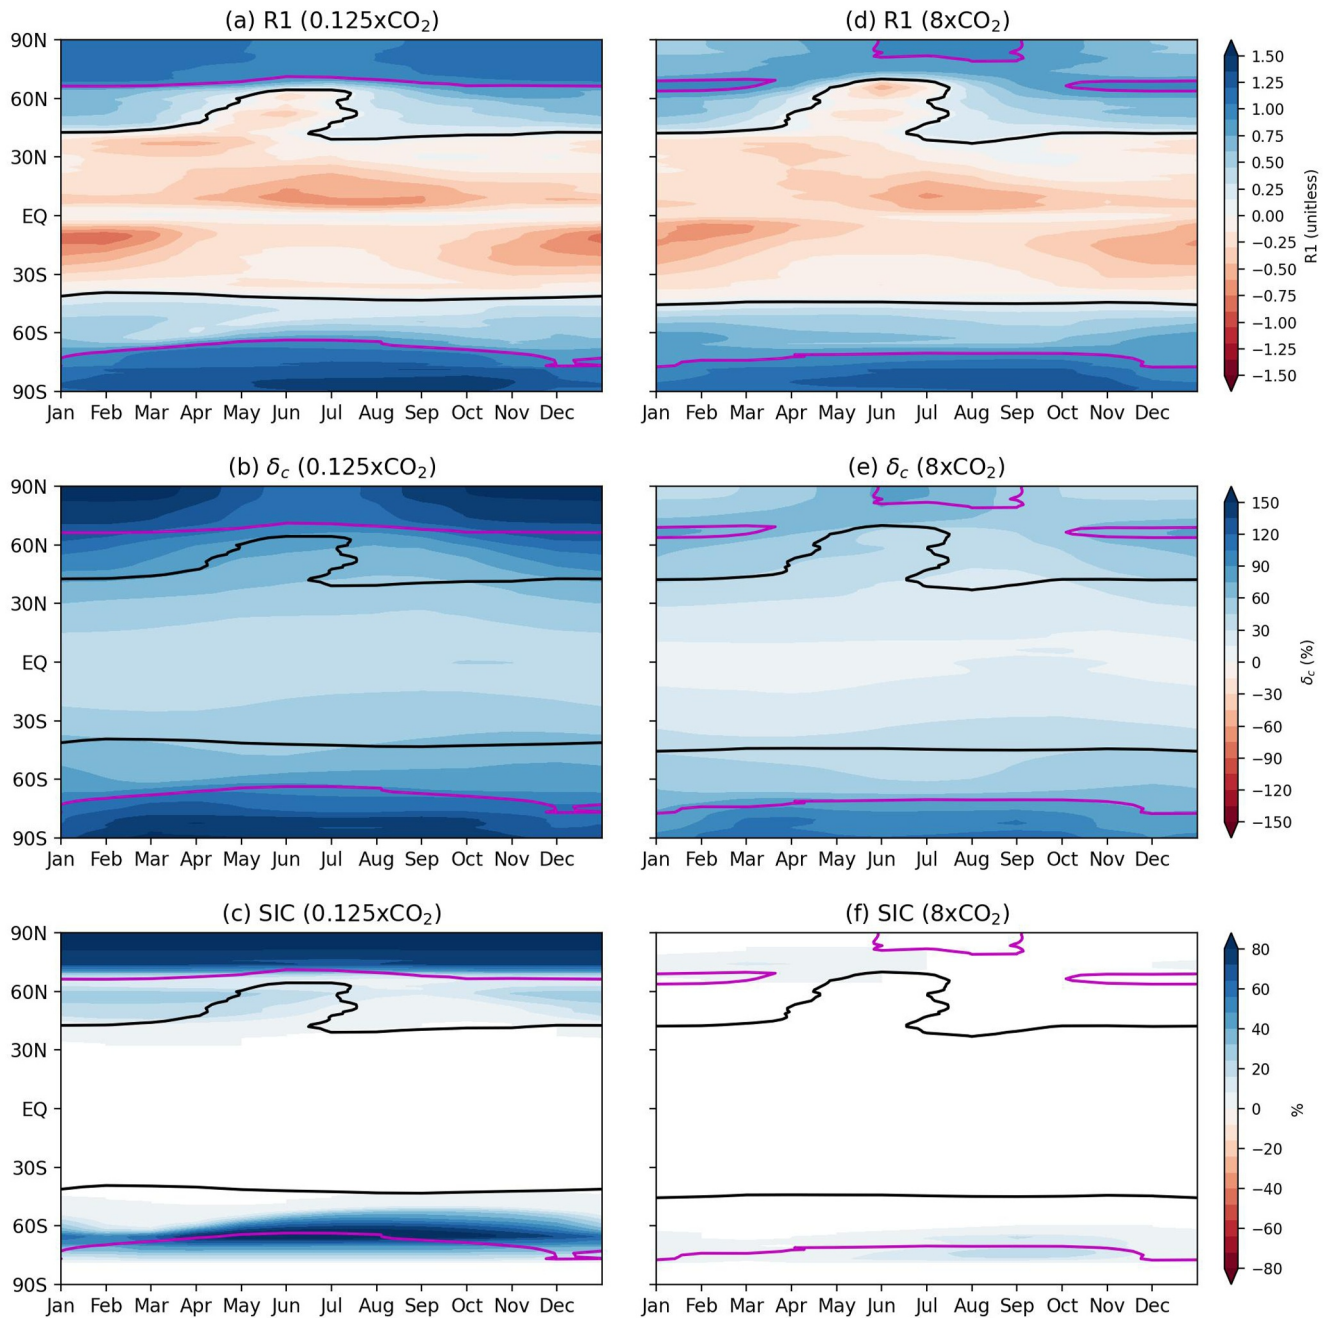 (a) R1 (0.125xCO₂)
90N
60N
30N
EQ
30S
60S
90S
Jan Feb Mar Apr May Jun Jul Aug Sep Oct Nov Dec
(d) R1 (8xCO₂)
Jan Feb Mar Apr May Jun Jul Aug Sep Oct Nov Dec
1.50
1.25
1.00
0.75
0.50
0.25
0.00
−0.25
−0.50
−0.75
−1.00
−1.25
−1.50
R1 (unitless)
(b) δc (0.125xCO₂)
90N
60N
30N
EQ
30S
60S
90S
Jan Feb Mar Apr May Jun Jul Aug Sep Oct Nov Dec
(e) δc (8xCO₂)
Jan Feb Mar Apr May Jun Jul Aug Sep Oct Nov Dec
150
120
90
60
30
0
−30
−60
−90
−120
−150
δc (%)
(c) SIC (0.125xCO₂)
90N
60N
30N
EQ
30S
60S
90S
Jan Feb Mar Apr May Jun Jul Aug Sep Oct Nov Dec
(f) SIC (8xCO₂)
Jan Feb Mar Apr May Jun Jul Aug Sep Oct Nov Dec
80
60
40
20
0
−20
−40
−60
−80
%